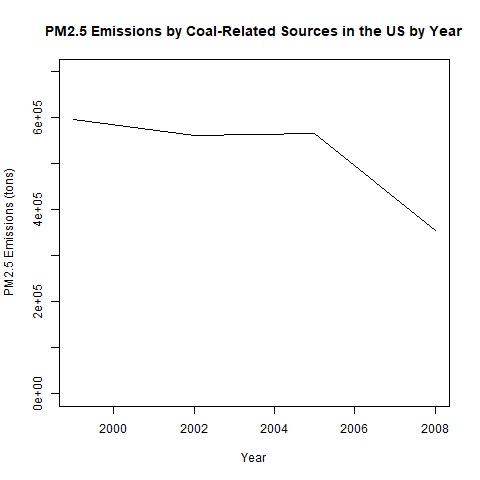 PM2.5 Emissions by Coal-Related Sources in the US by Year
PM2.5 Emissions (tons)
6e+05
4e+05
2e+05
0e+00
2000 2002 2004 2006 2008
Year